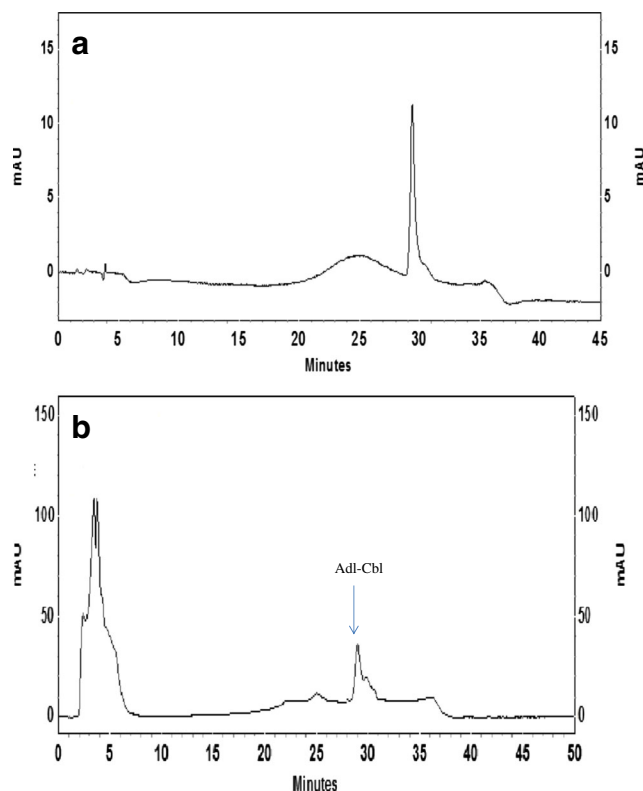 a
15 15
10 10
mAU mAU
5 5
0 0
0 5 10 15 20 25 30 35 40 45
Minutes
b
150 150
100 100
Adl-Cbl
mAU mAU
50 50
0 0
0 5 10 15 20 25 30 35 40 45 50
Minutes